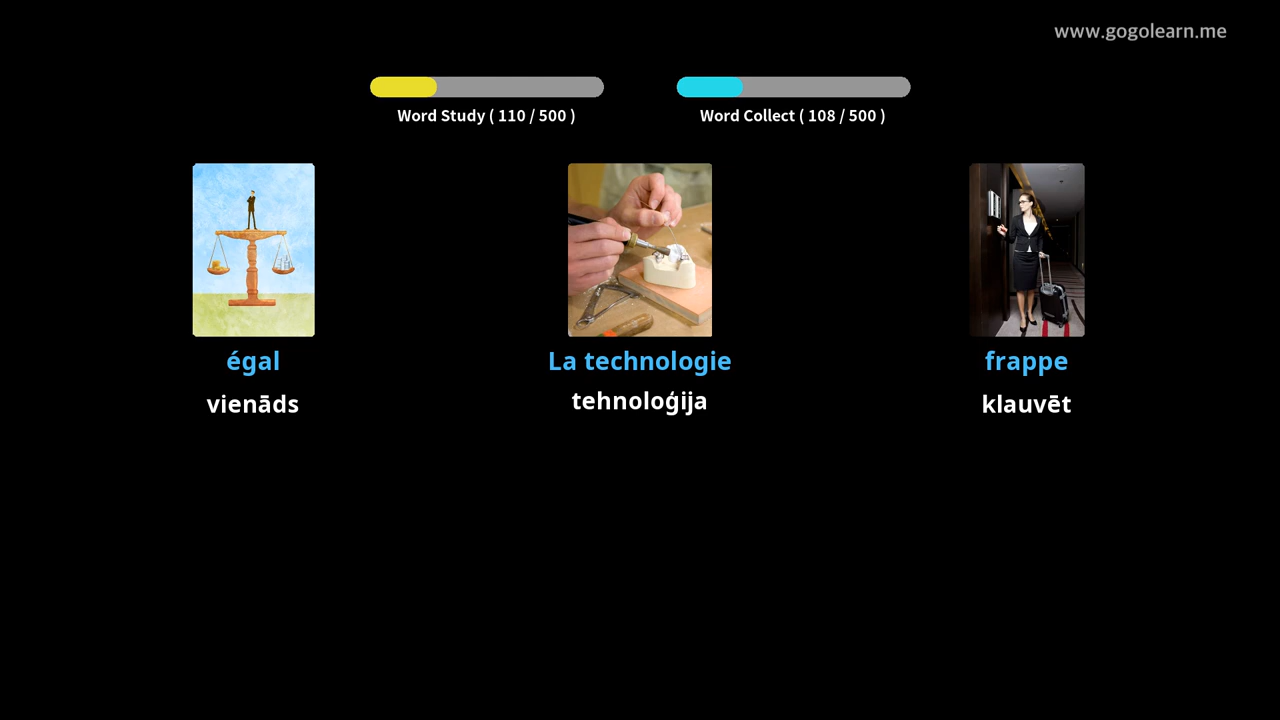 www.gogolearn.me
Word Study ( 110 / 500 )
Word Collect ( 108 / 500 )
égal
La technologie
frappe
vienāds
tehnoloģija
klauvēt